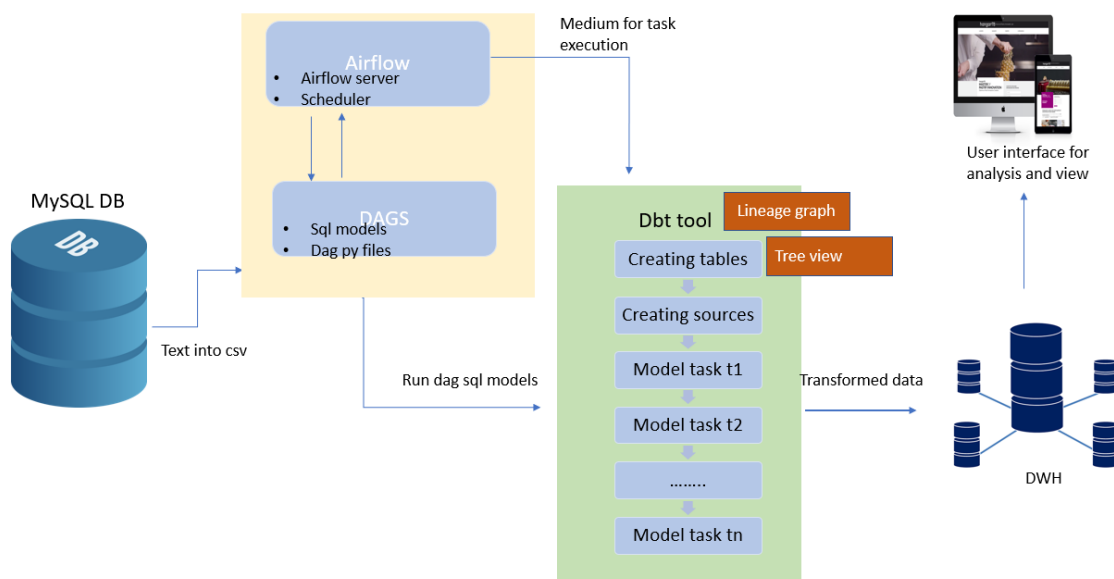 Airflow
• Airflow server
• Scheduler
Medium for task
execution
DAGS
• Sql models
• Dag py files
MySQL DB
DB
Text into csv
Run dag sql models
Dbt tool
Lineage graph
Tree view
Creating tables
Creating sources
Model task t1
Model task t2
……..
Model task tn
Transformed data
User interface for
analysis and view
DWH